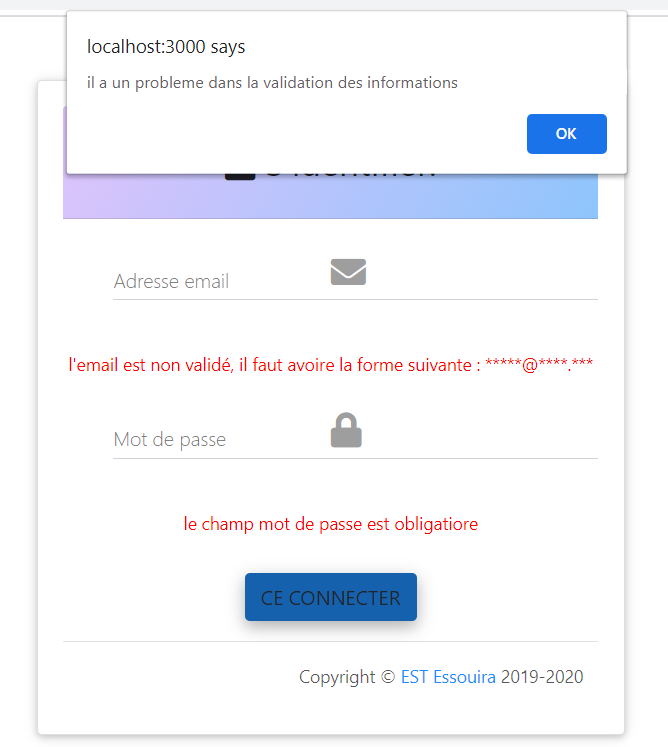 localhost:3000 says
il a un probleme dans la validation des informations
OK
Adresse email
l'email est non validé, il faut avoire la forme suivante : *****@****.***
Mot de passe
le champ mot de passe est obligatiore
CE CONNECTER
Copyright © EST Essouira 2019-2020